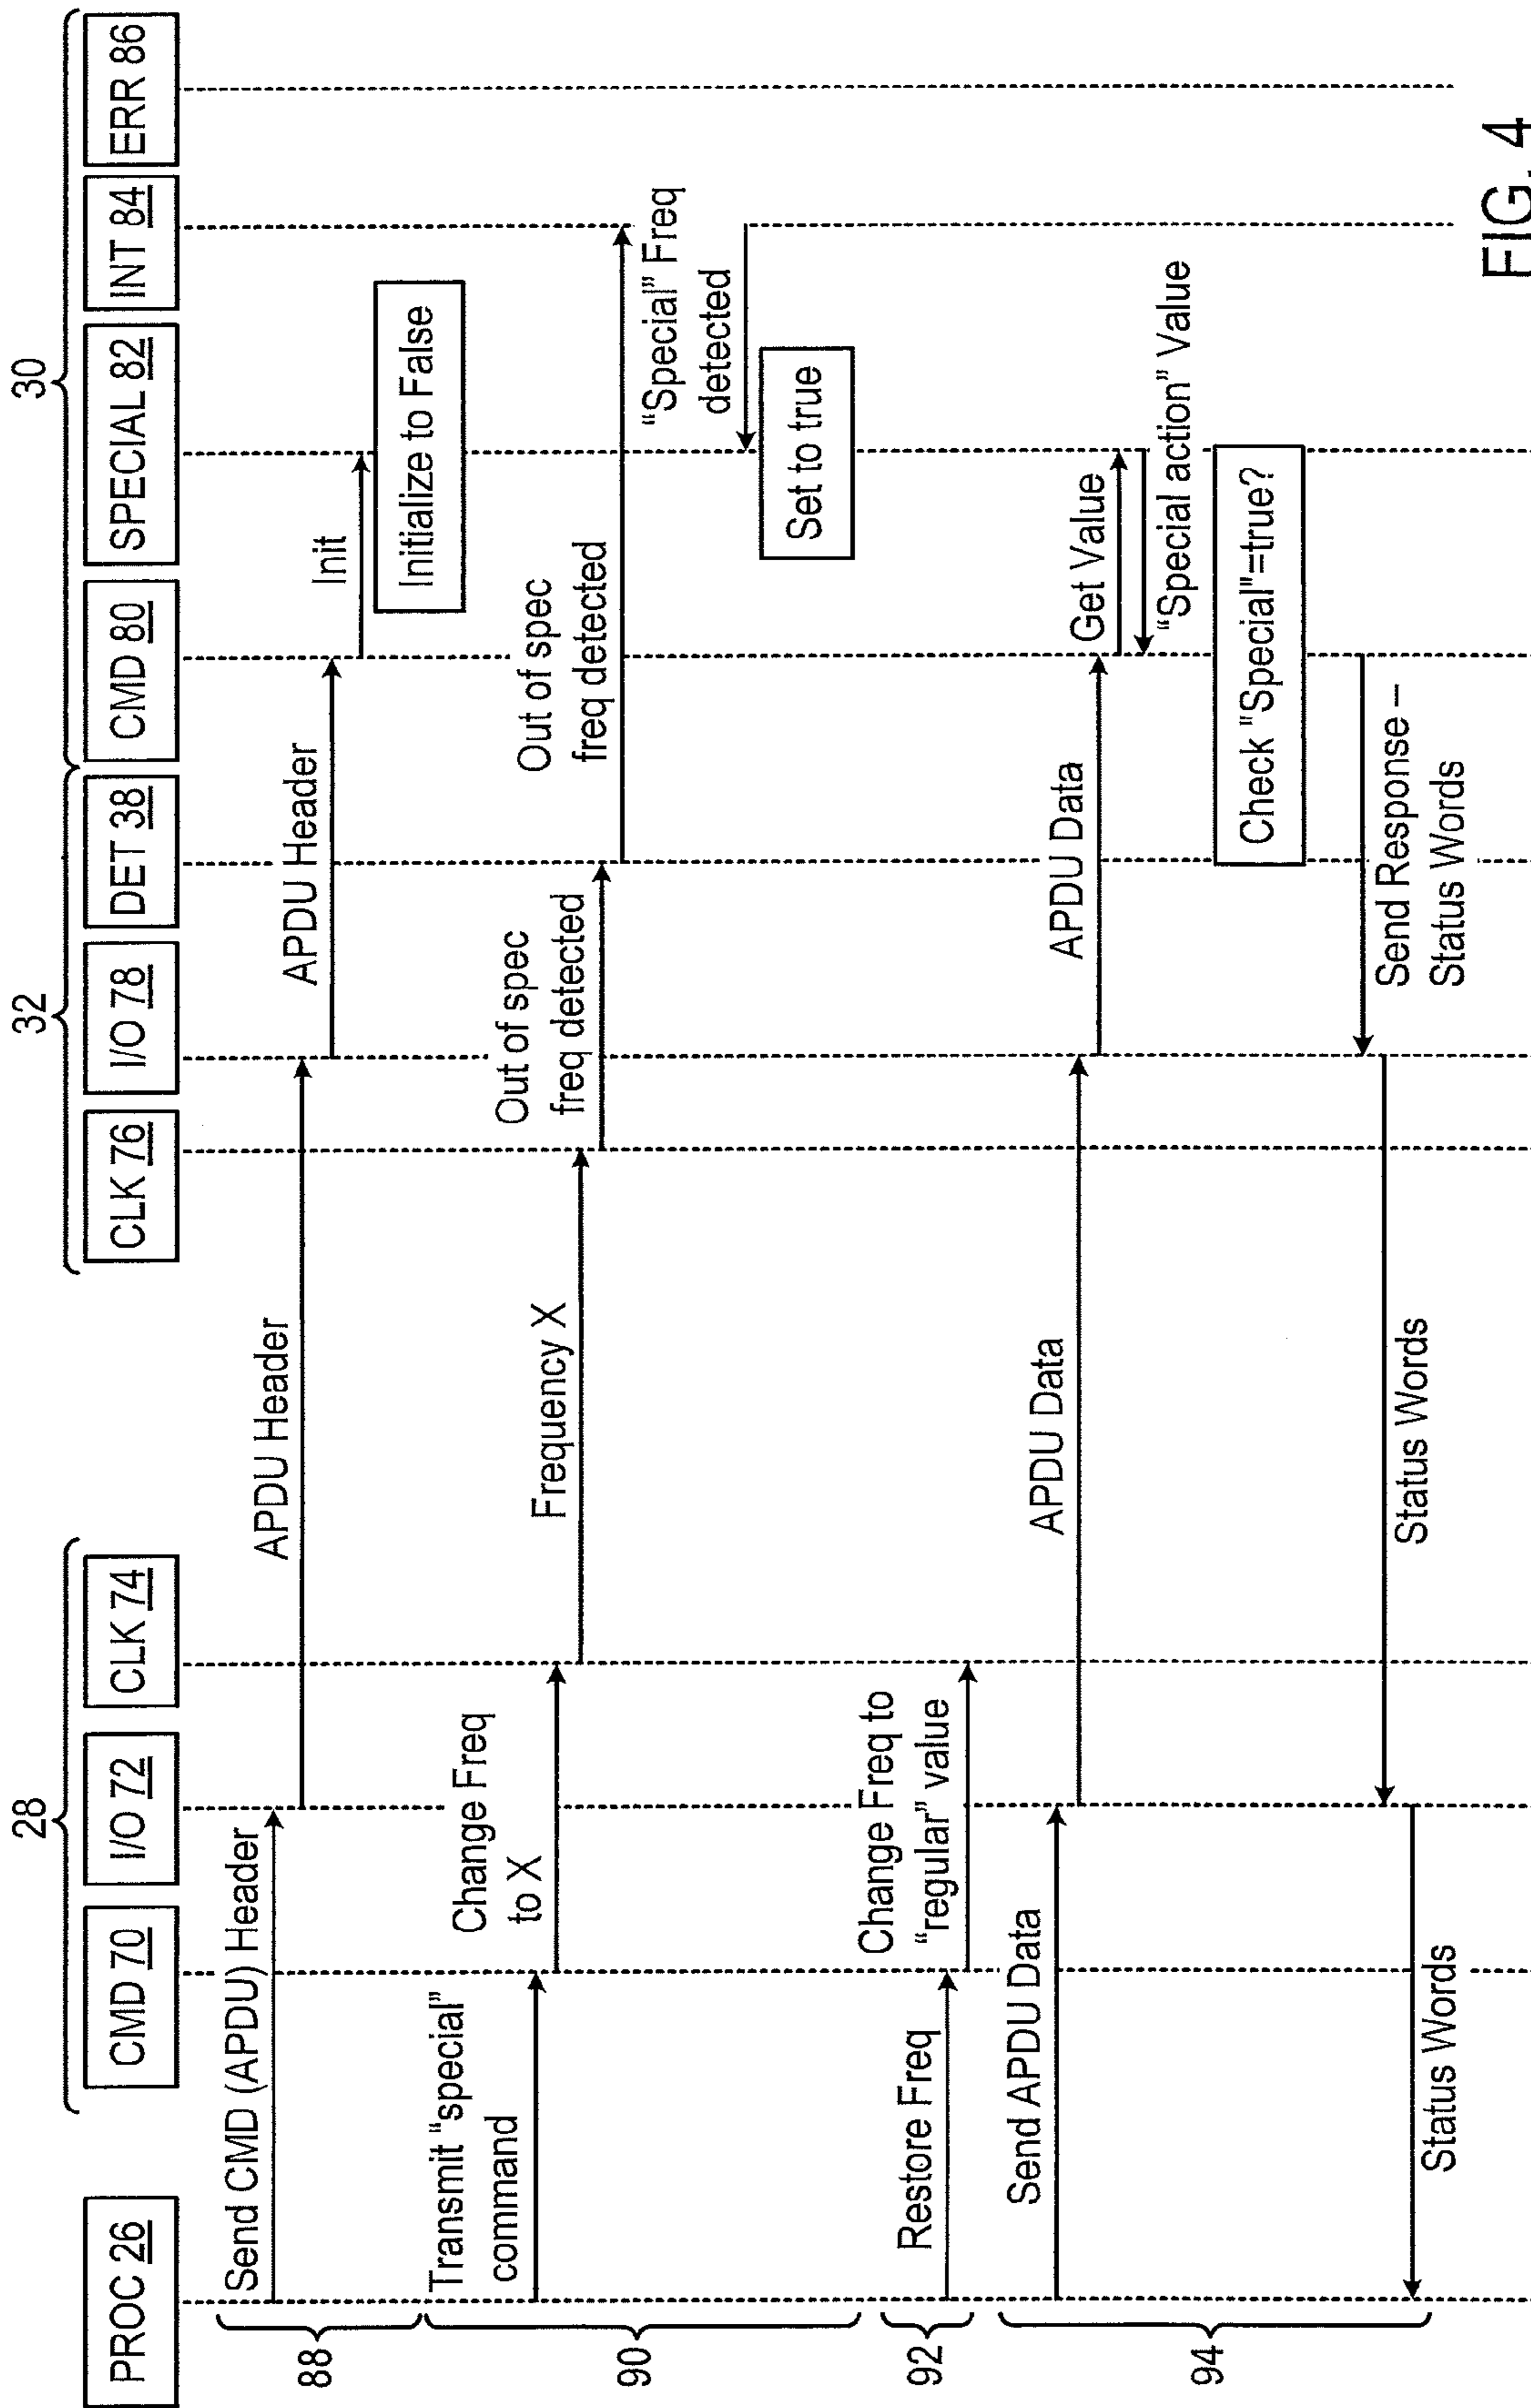 28
32
30
PROC 26
CMD 70
I/O 72
CLK 74
CLK 76
I/O 78
DET 38
CMD 80
SPECIAL 82
INT 84
ERR 86
88
Send CMD (APDU) Header
APDU Header
APDU Header
Init
Initialize to False
90
Transmit “special”
command
Change Freq
to X
Frequency X
Out of spec
freq detected
Out of spec
freq detected
“Special” Freq
detected
Set to true
92
Restore Freq
Change Freq to
“regular” value
94
Send APDU Data
APDU Data
APDU Data
Get Value
“Special action” Value
Check "Special"=true?
Send Response –
Status Words
Status Words
Status Words
FIG. 4